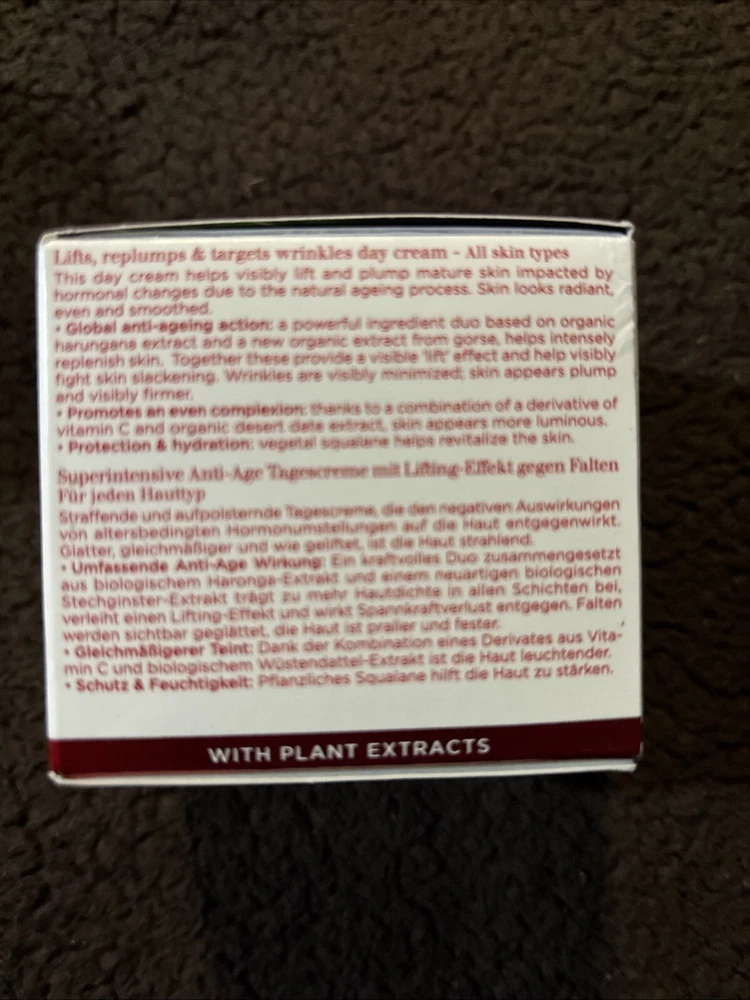 Lifts, replumps & targets wrinkles day cream - All skin types
This day cream helps visibly lift and plump mature skin impacted by
hormonal changes due to the natural ageing process. Skin looks radiant,
even and smoothed.
• Global anti-ageing action: a powerful ingredient duo based on organic
harungana extract and a new organic extract from gorse, helps intensely
replenish skin. Together these provide a visible 'lift' effect and help visibly
fight skin slackening. Wrinkles are visibly minimized; skin appears plump
and visibly firmer.
• Promotes an even complexion: thanks to a combination of a derivative of
vitamin C and organic desert date extract, skin appears more luminous.
• Protection & hydration: vegetal squalane helps revitalize the skin.
Superintensive Anti-Age Tagescreme mit Lifting-Effekt gegen Falten
Für jeden Hauttyp
Straffende und aufpolsternde Tagescreme, die den negativen Auswirkungen
von altersbedingten Hormonumstellungen auf die Haut entgegenwirkt.
Glatter, gleichmäßiger und wie geliftet, ist die Haut strahlend.
• Umfassende Anti-Age Wirkung: Ein kraftvolles Duo zusammengesetzt
aus biologischem Haronga-Extrakt und einem neuartigen biologischen
Stechginster-Extrakt trägt zu mehr Hautdichte in allen Schichten bei,
verleiht einen Lifting-Effekt und wirkt Spannkraftverlust entgegen. Falten
werden sichtbar geglättet, die Haut ist praller und fester.
• Gleichmäßigerer Teint: Dank der Kombination eines Derivates aus Vita-
min C und biologischem Wüstendattel-Extrakt ist die Haut leuchtender.
• Schutz & Feuchtigkeit: Pflanzliches Squalane hilft die Haut zu stärken.
WITH PLANT EXTRACTS